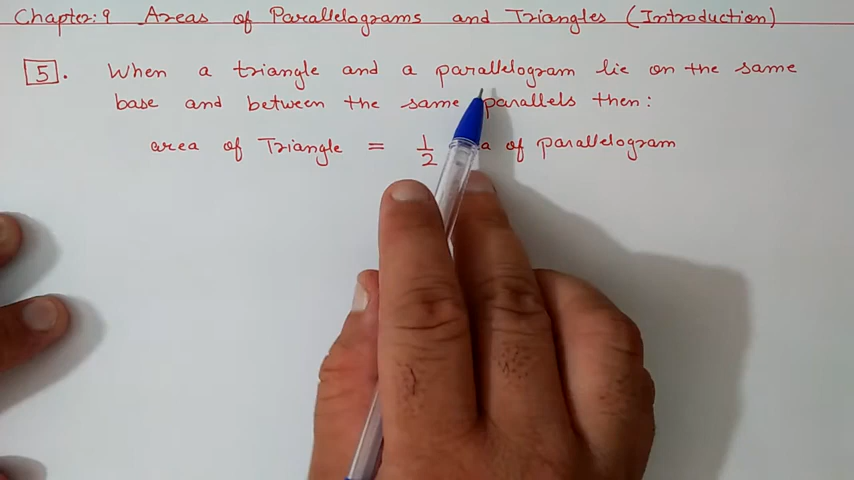 Chapter: 9 Areas of Parallelograms and Triangles (Introduction)
5. When a triangle and a parallelogram lie on the same
base and between the same parallels then:
area of Triangle = 1/2 a of parallelogram